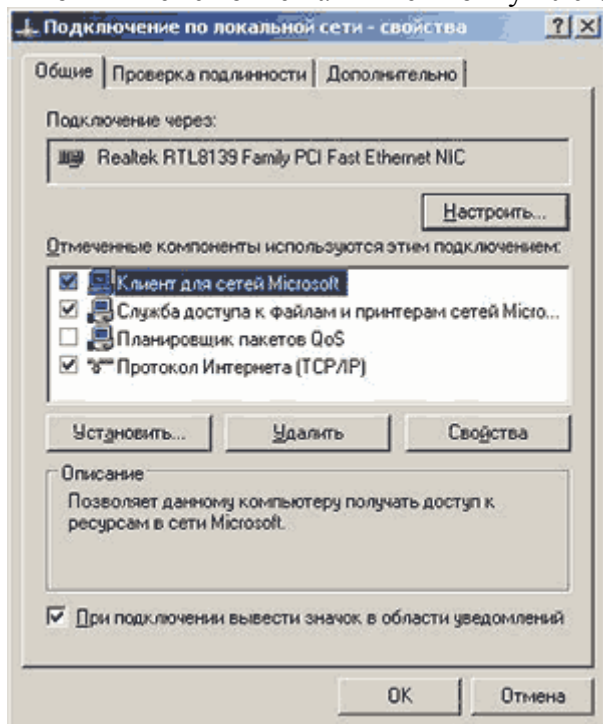 Подключение по локальной сети - свойства
Общие
Проверка подлинности
Дополнительно
Подключение через:
Realtek RTL8139 Family PCI Fast Ethernet NIC
Настроить...
Отмеченные компоненты используются этим подключением:
Клиент для сетей Microsoft
Служба доступа к файлам и принтерам сетей Micro...
Планировщик пакетов QoS
Протокол Интернета (TCP/IP)
Установить...
Удалить
Свойства
Описание
Позволяет данному компьютеру получать доступ к
ресурсам в сети Microsoft.
При подключении вывести значок в области уведомлений
OK
Отмена